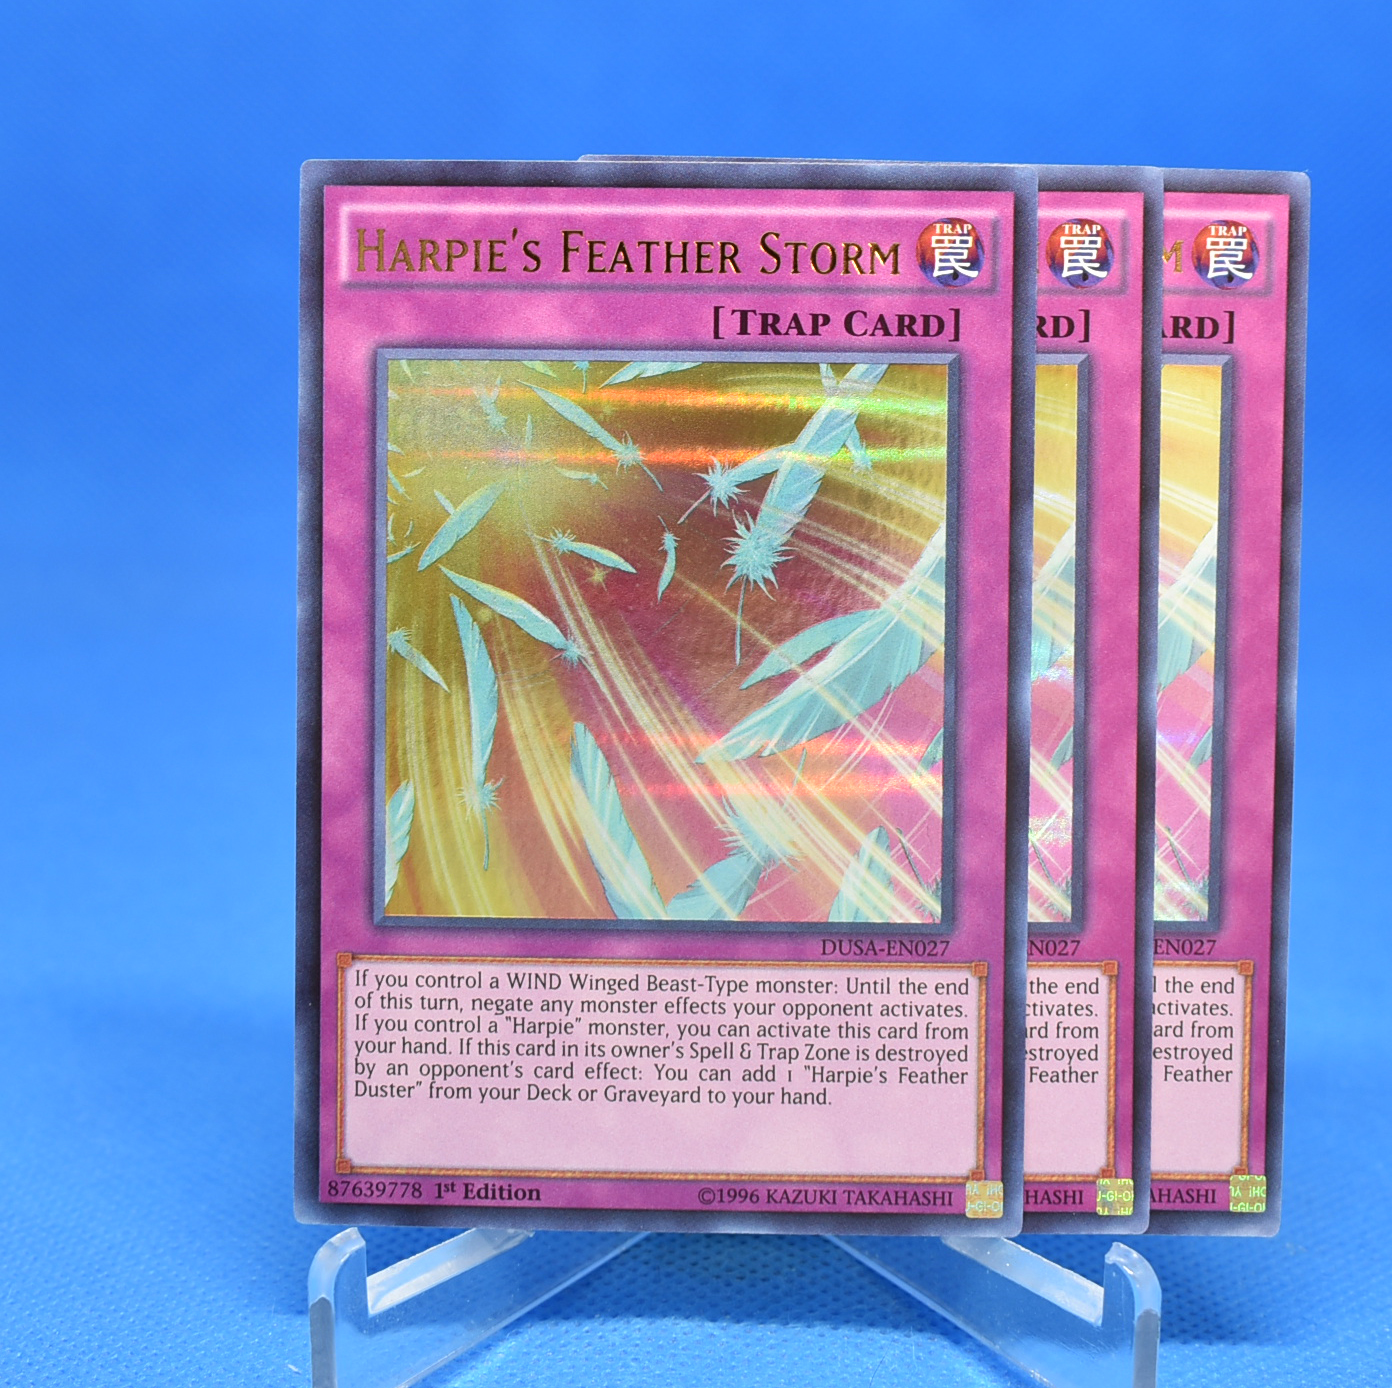 HARPIE'S FEATHER STORM
TRAP
罠
TRAP
罠
M
TRAP
罠
[TRAP CARD]
RD]
ARD]
DUSA-EN027
EN027
EN027
If you control a WIND Winged Beast-Type monster: Until the end
of this turn, negate any monster effects your opponent activates.
If you control a "Harpie" monster, you can activate this card from
your hand. If this card in its owner's Spell & Trap Zone is destroyed
by an opponent's card effect: You can add 1 "Harpie's Feather
Duster" from your Deck or Graveyard to your hand.
the end
ctivates.
rd from
estroyed
Feather
the end
activates.
ard from
estroyed
Feather
87639778 1st Edition
©1996 KAZUKI TAKAHASHI
AHASHI
AHASHI